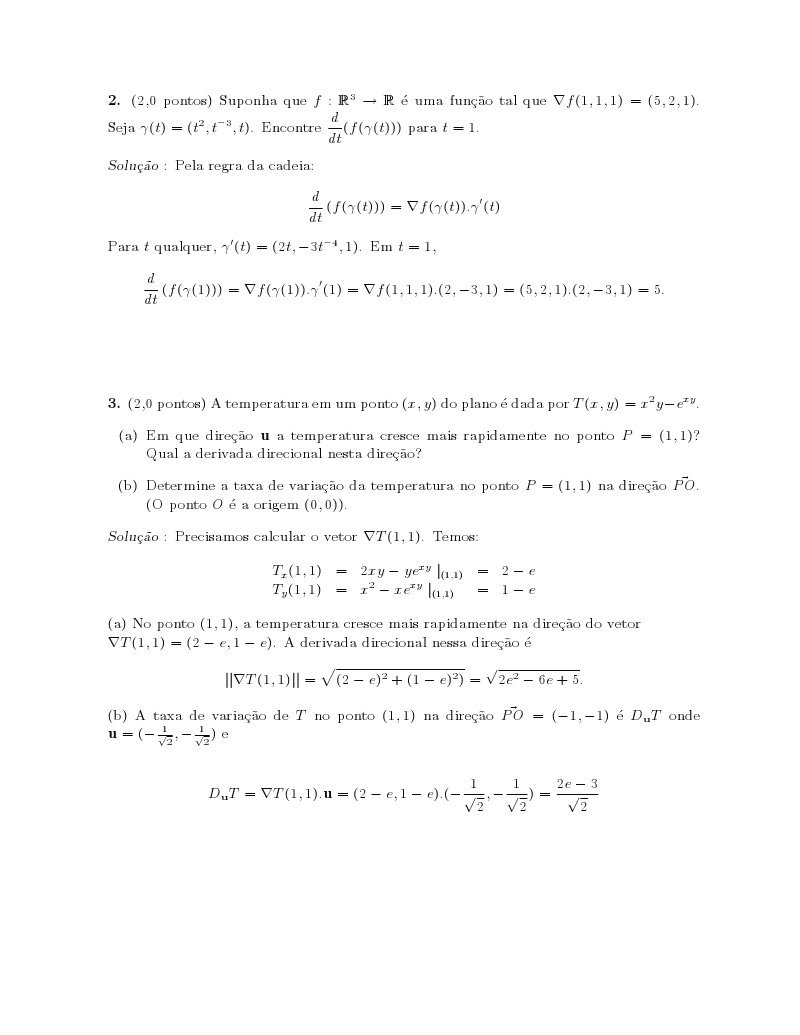 2. (2,0 pontos) Suponha que f : ℝ³ → ℝ é uma função tal que ∇f(1, 1, 1) = (5, 2, 1).
Seja γ(t) = (t², t⁻³, t). Encontre d/dt (f(γ(t))) para t = 1.
Solução : Pela regra da cadeia:
d/dt (f(γ(t))) = ∇f(γ(t)).γ′(t)
Para t qualquer, γ′(t) = (2t, −3t⁻⁴, 1). Em t = 1,
d/dt (f(γ(1))) = ∇f(γ(1)).γ′(1) = ∇f(1, 1, 1).(2, −3, 1) = (5, 2, 1).(2, −3, 1) = 5.
3. (2,0 pontos) A temperatura em um ponto (x, y) do plano é dada por T(x, y) = x²y−e^{xy}.
(a) Em que direção u a temperatura cresce mais rapidamente no ponto P = (1, 1)?
Qual a derivada direcional nesta direção?
(b) Determine a taxa de variação da temperatura no ponto P = (1, 1) na direção \vec{PO}.
(O ponto O é a origem (0, 0)).
Solução : Precisamos calcular o vetor ∇T(1, 1). Temos:
T_x(1, 1) = 2xy − ye^{xy} |_{(1,1)} = 2 − e
T_y(1, 1) = x² − xe^{xy} |_{(1,1)} = 1 − e
(a) No ponto (1, 1), a temperatura cresce mais rapidamente na direção do vetor
∇T(1, 1) = (2 − e, 1 − e). A derivada direcional nessa direção é
||∇T(1, 1)|| = √((2 − e)² + (1 − e)²)) = √(2e² − 6e + 5).
(b) A taxa de variação de T no ponto (1, 1) na direção \vec{PO} = (−1, −1) é D_uT onde
u = (−1/√2, −1/√2) e
D_uT = ∇T(1, 1).u = (2 − e, 1 − e).(−1/√2, −1/√2) = (2e − 3)/√2